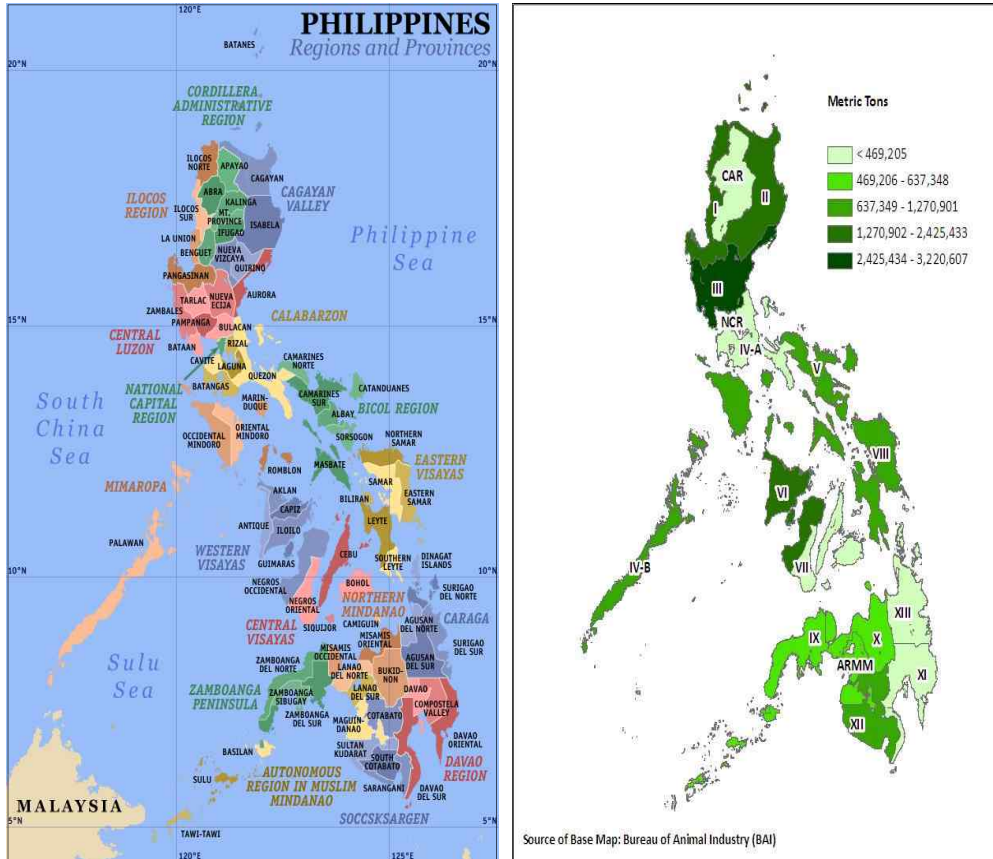 120°E
PHILIPPINES
Regions and Provinces
BATANES
20°N
20°N
CORDILLERA
ADMINISTRATIVE
REGION
ILOCOS
NORTE
APAYAO
CAGAYAN
ABRA
KALINGA
CAGAYAN
VALLEY
ILOCOS
REGION
ILOCOS
SUR
MT.
PROVINCE
IFUGAO
ISABELA
LA UNION
BENGUET
NUEVA
VIZCAYA
QUIRINO
Philippine
Sea
PANGASINAN
TARLAC
NUEVA
ECIJA
AURORA
ZAMBALES
PAMPANGA
BULACAN
15°N
15°N
CENTRAL
LUZON
BATAAN
RIZAL
CALABARZON
CAVITE
LAGUNA
QUEZON
CAMARINES
NORTE
NATIONAL
CAPITAL
REGION
BATANGAS
MARIN-
DUQUE
CAMARINES
SUR
CATANDUANES
ALBAY
BICOL REGION
South
China
Sea
OCCIDENTAL
MINDORO
ORIENTAL
MINDORO
SORSOGON
NORTHERN
SAMAR
ROMBLON
MASBATE
EASTERN
VISAYAS
MIMAROPA
AKLAN
CAPIZ
BILIRAN
SAMAR
EASTERN
SAMAR
ANTIQUE
ILOILO
LEYTE
PALAWAN
WESTERN
VISAYAS
GUIMARAS
CEBU
SOUTHERN
LEYTE
DINAGAT
ISLANDS
10°N
10°N
NEGROS
OCCIDENTAL
NEGROS
ORIENTAL
BOHOL
SURIGAO
DEL NORTE
NORTHERN
MINDANAO
CARAGA
CENTRAL
VISAYAS
SIQUIJOR
CAMIGUIN
AGUSAN
DEL NORTE
MISAMIS
ORIENTAL
SURIGAO
DEL SUR
Sulu
Sea
ZAMBOANGA
DEL NORTE
MISAMIS
OCCIDENTAL
LANAO
DEL NORTE
BUKID-
NON
AGUSAN
DEL SUR
ZAMBOANGA
PENINSULA
ZAMBOANGA
SIBUGAY
LANAO
DEL SUR
DAVAO
COMPOSTELA
VALLEY
ZAMBOANGA
DEL SUR
MAGUIN-
DANAO
COTABATO
BASILAN
SULTAN
KUDARAT
DAVAO
ORIENTAL
SOUTH
COTABATO
DAVAO
REGION
SULU
AUTONOMOUS
REGION IN MUSLIM
MINDANAO
SARANGANI
DAVAO
DEL SUR
MALAYSIA
SOCCSKSARGEN
5°N
5°N
TAWI-TAWI
120°E
125°E
Metric Tons
< 469,205
469,206 - 637,348
637,349 - 1,270,901
1,270,902 - 2,425,433
2,425,434 - 3,220,607
CAR
II
I
III
NCR
IV-A
V
VIII
VI
VII
IV-B
XIII
IX
X
ARMM
XI
XII
Source of Base Map: Bureau of Animal Industry (BAI)